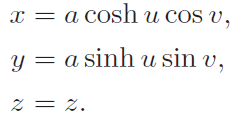 x = a cosh u cos v,
y = a sinh u sin v,
z = z.